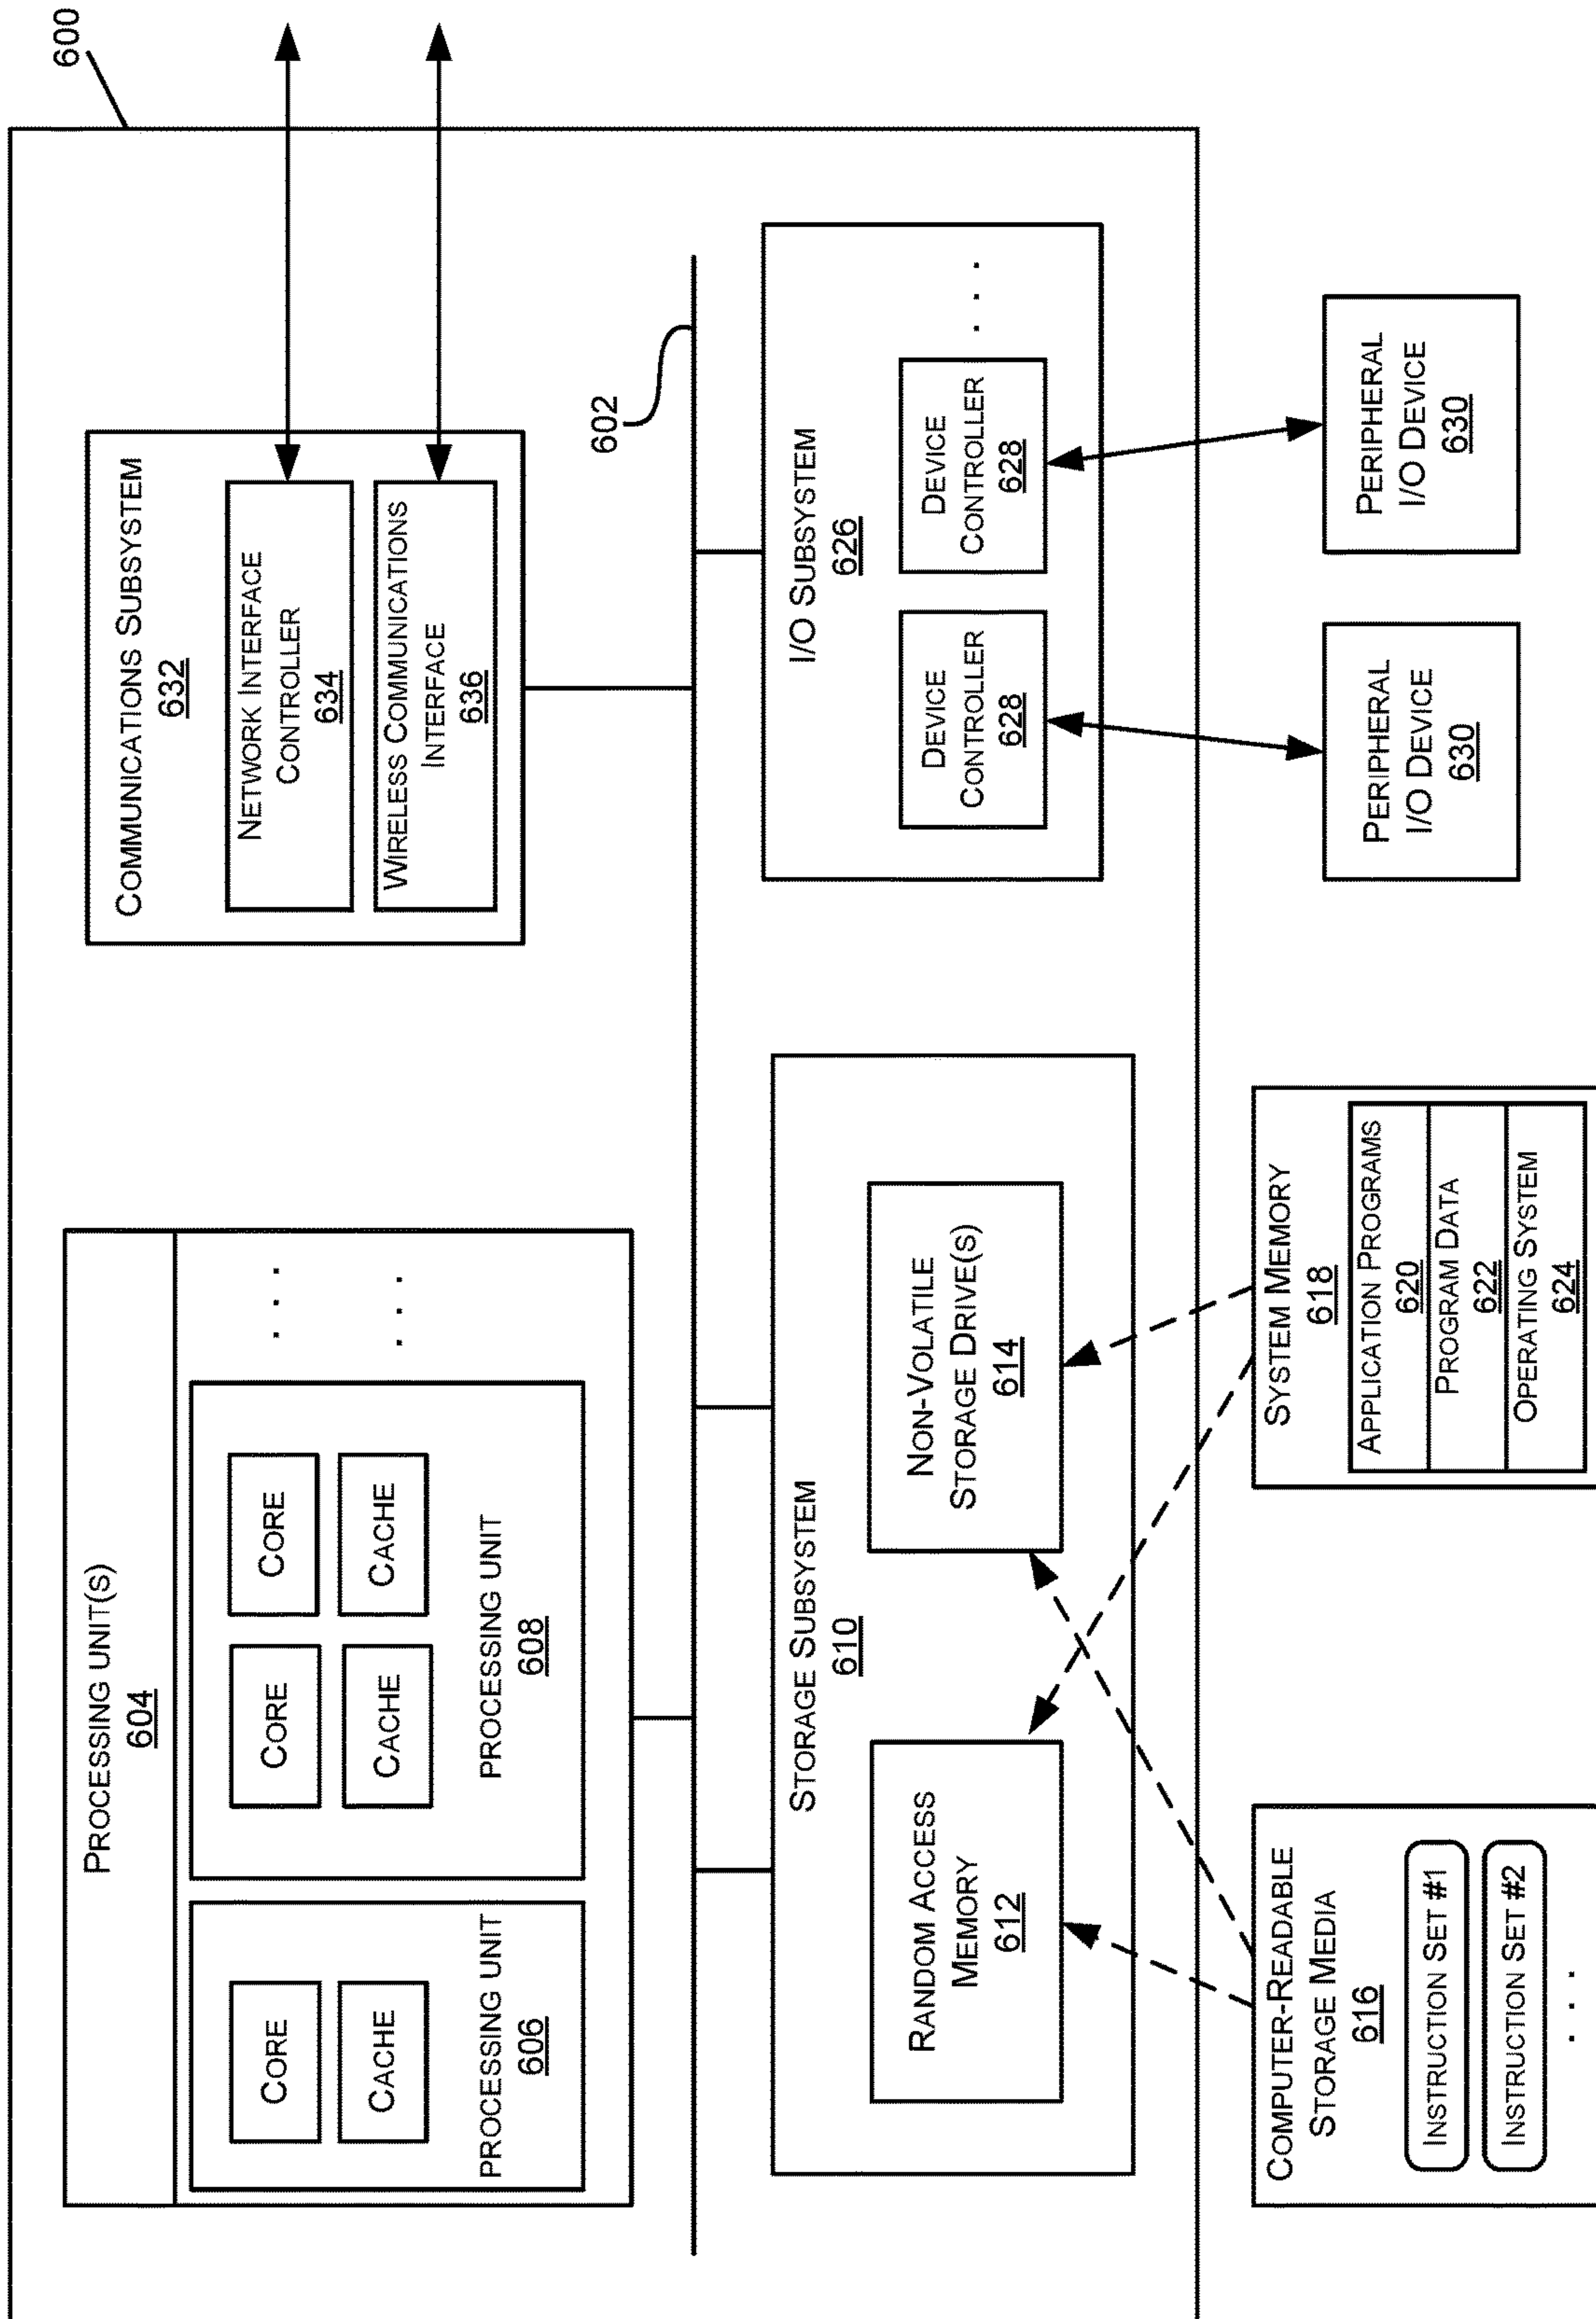 600
PROCESSING UNIT(S)
604
CORE
CACHE
PROCESSING UNIT
606
CORE
CORE
CACHE
CACHE
PROCESSING UNIT
608
. . .
. . .
COMMUNICATIONS SUBSYSTEM
632
NETWORK INTERFACE
CONTROLLER
634
WIRELESS COMMUNICATIONS
INTERFACE
636
602
STORAGE SUBSYSTEM
610
RANDOM ACCESS
MEMORY
612
NON-VOLATILE
STORAGE DRIVE(S)
614
I/O SUBSYSTEM
626
DEVICE
CONTROLLER
628
DEVICE
CONTROLLER
628
. . .
COMPUTER-READABLE
STORAGE MEDIA
616
INSTRUCTION SET #1
INSTRUCTION SET #2
. . .
SYSTEM MEMORY
618
APPLICATION PROGRAMS
620
PROGRAM DATA
622
OPERATING SYSTEM
624
PERIPHERAL
I/O DEVICE
630
PERIPHERAL
I/O DEVICE
630